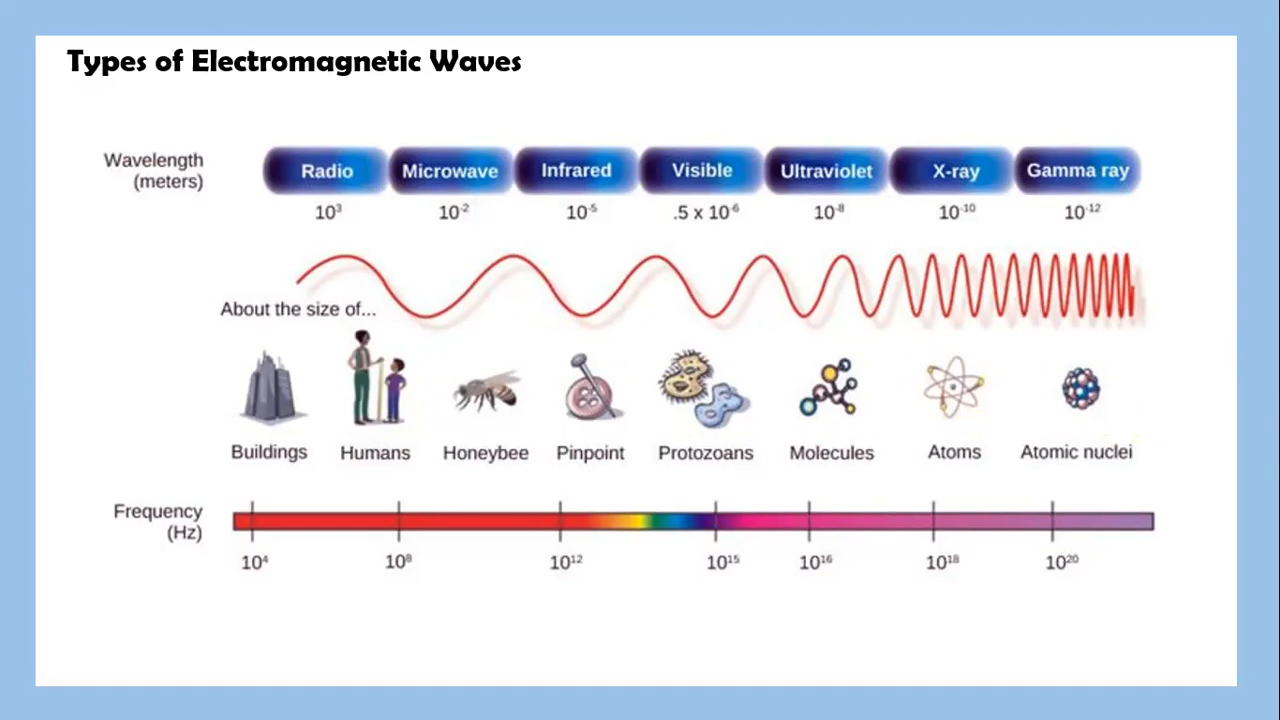 Types of Electromagnetic Waves
Wavelength
(meters)
Radio Microwave Infrared Visible Ultraviolet X-ray Gamma ray
10³ 10⁻² 10⁻⁵ .5 x 10⁻⁶ 10⁻⁸ 10⁻¹⁰ 10⁻¹²
About the size of...
Buildings Humans Honeybee Pinpoint Protozoans Molecules Atoms Atomic nuclei
Frequency
(Hz)
10⁴ 10⁸ 10¹² 10¹⁵ 10¹⁶ 10¹⁸ 10²⁰